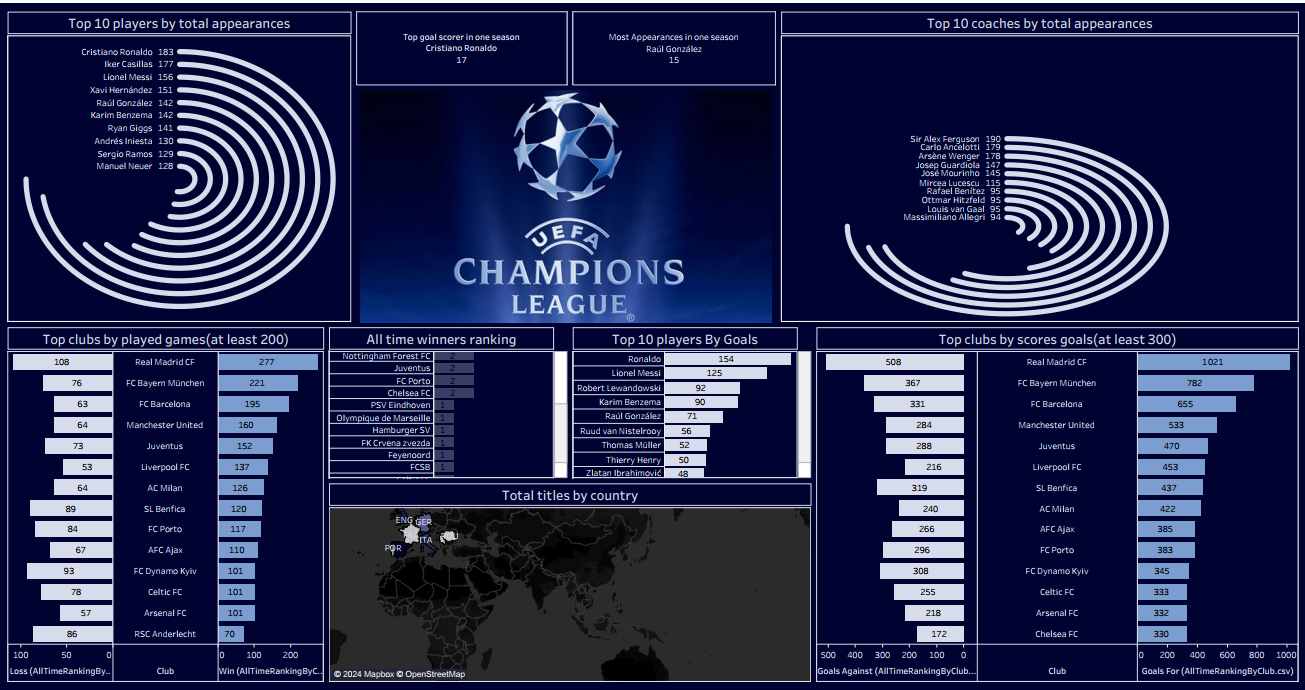 Top 10 players by total appearances
Cristiano Ronaldo 183
Iker Casillas 177
Lionel Messi 156
Xavi Hernández 151
Raúl González 142
Karim Benzema 142
Ryan Giggs 141
Andrés Iniesta 130
Sergio Ramos 129
Manuel Neuer 128
Top goal scorer in one season
Cristiano Ronaldo
17
Most Appearances in one season
Raúl González
15
UEFA
CHAMPIONS
LEAGUE®
Top 10 coaches by total appearances
Sir Alex Ferguson 190
Carlo Ancelotti 179
Arsène Wenger 178
Josep Guardiola 147
José Mourinho 145
Mircea Lucescu 115
Rafael Benítez 95
Ottmar Hitzfeld 95
Louis van Gaal 95
Massimiliano Allegri 94
Top clubs by played games(at least 200)
108 Real Madrid CF 277
76 FC Bayern München 221
63 FC Barcelona 195
64 Manchester United 160
73 Juventus 152
53 Liverpool FC 137
64 AC Milan 126
89 SL Benfica 120
84 FC Porto 117
67 AFC Ajax 110
93 FC Dynamo Kyiv 101
78 Celtic FC 101
57 Arsenal FC 101
86 RSC Anderlecht 70
100 50 0 0 100 200
Loss (AllTimeRankingBy.. Club Win (AllTimeRankingByC..
All time winners ranking
Nottingham Forest FC 2
Juventus 2
FC Porto 2
Chelsea FC 2
PSV Eindhoven 1
Olympique de Marseille 1
Hamburger SV 1
FK Crvena zvezda 1
Feyenoord 1
FCSB 1
Top 10 players By Goals
Ronaldo 154
Lionel Messi 125
Robert Lewandowski 92
Karim Benzema 90
Raúl González 71
Ruud van Nistelrooy 56
Thomas Müller 52
Thierry Henry 50
Zlatan Ibrahimović 48
Total titles by country
ENG GER
ITA
POR
© 2024 Mapbox © OpenStreetMap
Top clubs by scores goals(at least 300)
508 Real Madrid CF 1021
367 FC Bayern München 782
331 FC Barcelona 655
284 Manchester United 533
288 Juventus 470
216 Liverpool FC 453
319 SL Benfica 437
240 AC Milan 422
266 AFC Ajax 385
296 FC Porto 383
308 FC Dynamo Kyiv 345
255 Celtic FC 333
218 Arsenal FC 332
172 Chelsea FC 330
500 400 300 200 100 0 0 200 400 600 800 1000
Goals Against (AllTimeRankingByClub... Club Goals For (AllTimeRankingByClub.csv)